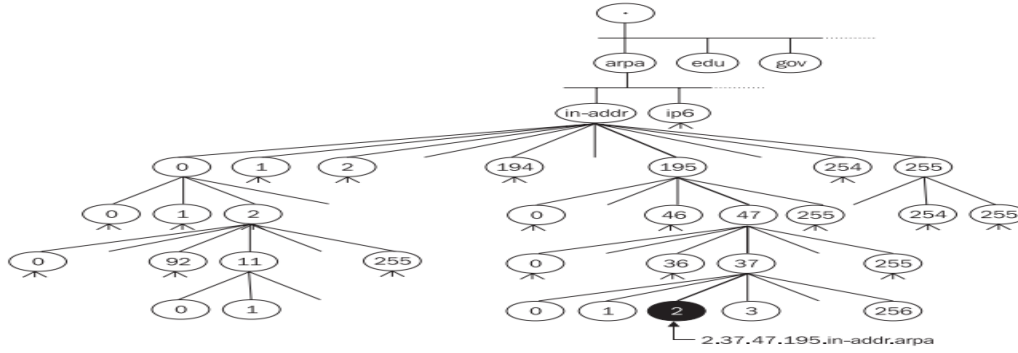 .
arpa edu gov
in-addr ip6
0 1 2 194 195 254 255
0 1 2 0 46 47 255 254 255
0 92 11 255 0 36 37 255
0 1 0 1 2 3 256
2.37.47.195.in-addr.arpa